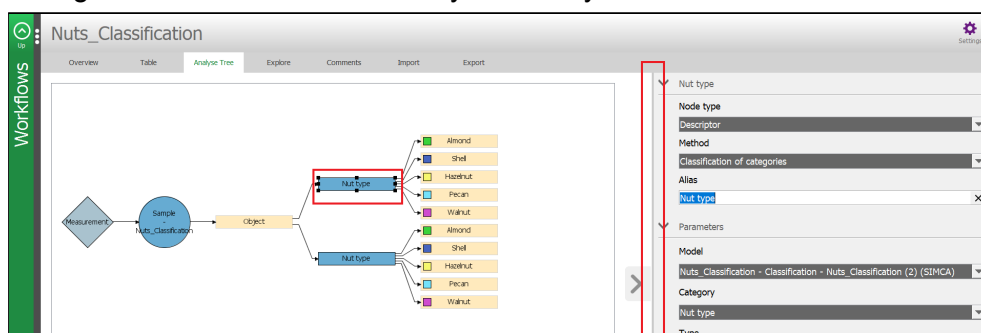 Up
Workflows
Nuts_Classification
Settings
Overview
Table
Analyse Tree
Explore
Comments
Import
Export
Measurement
Sample
-
Nuts_Classification
Object
Nut type
Almond
Shell
Hazelnut
Pecan
Walnut
Nut type
Almond
Shell
Hazelnut
Pecan
Walnut
Nut type
Node type
Descriptor
Method
Classification of categories
Alias
Nut type
Parameters
Model
Nuts_Classification - Classification - Nuts_Classification (2) (SIMCA)
Category
Nut type